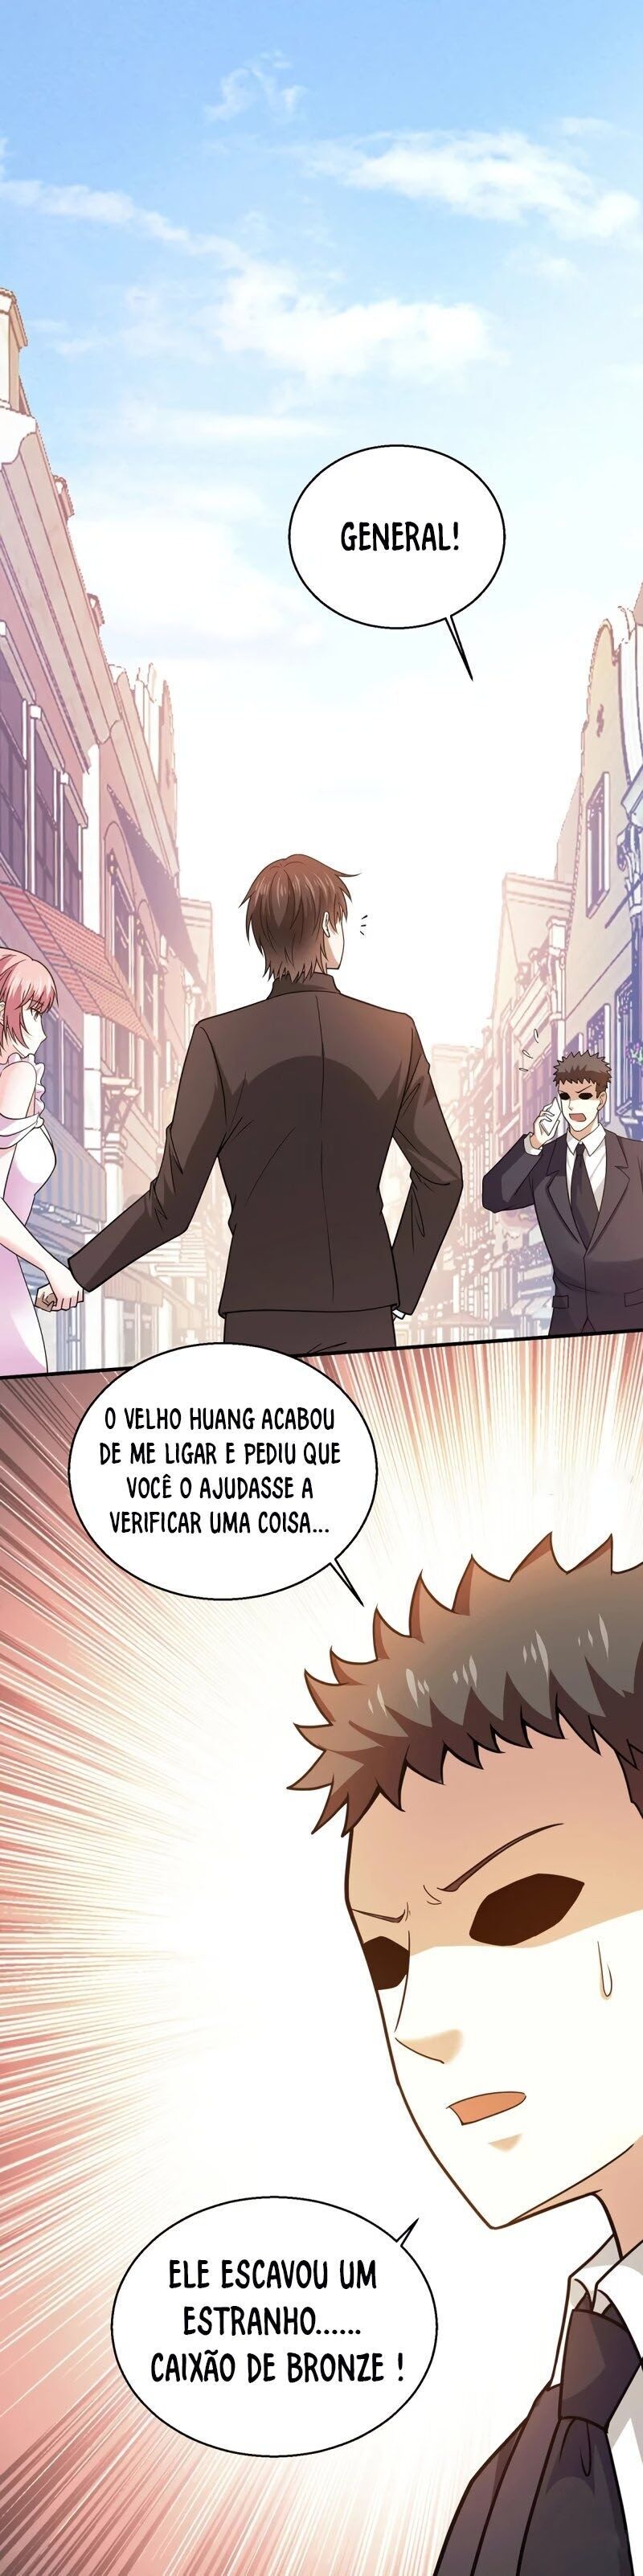 GENERAL!
O VELHO HUANG ACABOU
DE ME LIGAR E PEDIU QUE
VOCÊ O AJUDASSE A
VERIFICAR UMA COISA...
ELE ESCAVOU UM
ESTRANHO......
CAIXÃO DE BRONZE !